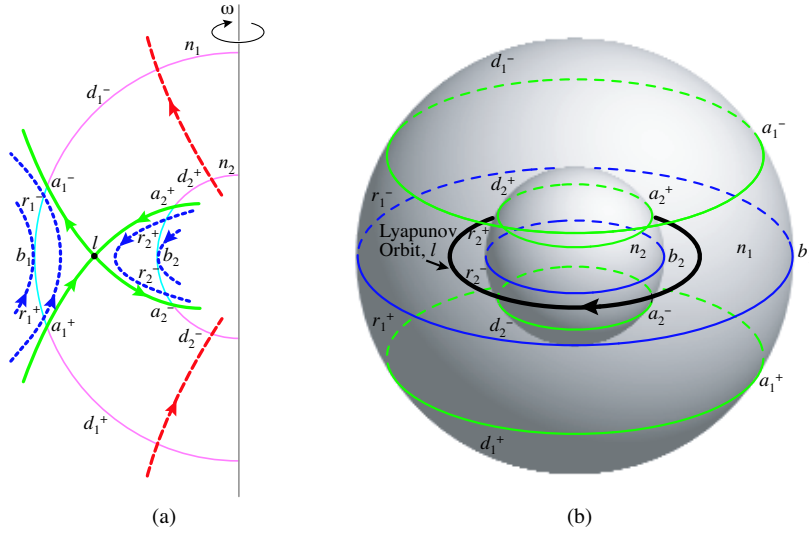 ω
n₁
d₁⁻
n₂
d₂⁺
a₁⁻
a₂⁺
r₁⁻
l
r₂⁺
b₁
b₂
r₂⁻
r₁⁺
a₁⁺
a₂⁻
d₂⁻
d₁⁺
(a)
d₁⁻
a₁⁻
r₁⁻
d₂⁺
a₂⁺
Lyapunov
Orbit, l
r₂⁺
n₂
b₂
n₁
b
r₂⁻
r₁⁺
d₂⁻
a₂⁻
a₁⁺
d₁⁺
(b)